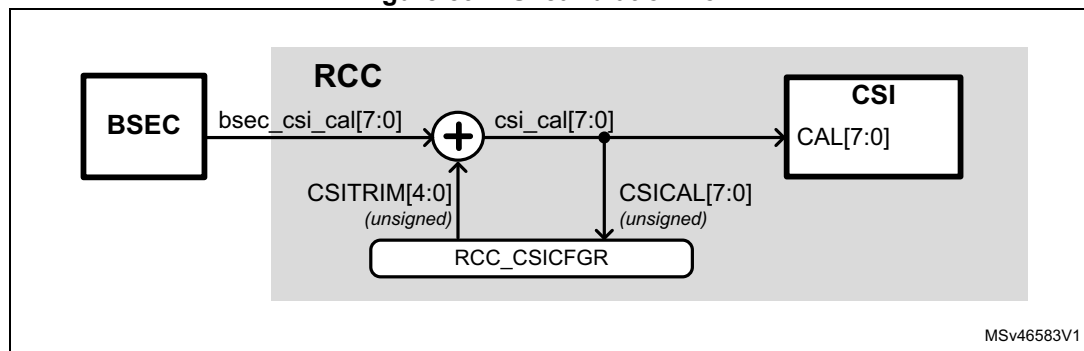 RCC
CSI
BSEC
bsec_csi_cal[7:0]
csi_cal[7:0]
CAL[7:0]
CSITRIM[4:0]
(unsigned)
CSICAL[7:0]
(unsigned)
RCC_CSICFGR
MSv46583V1